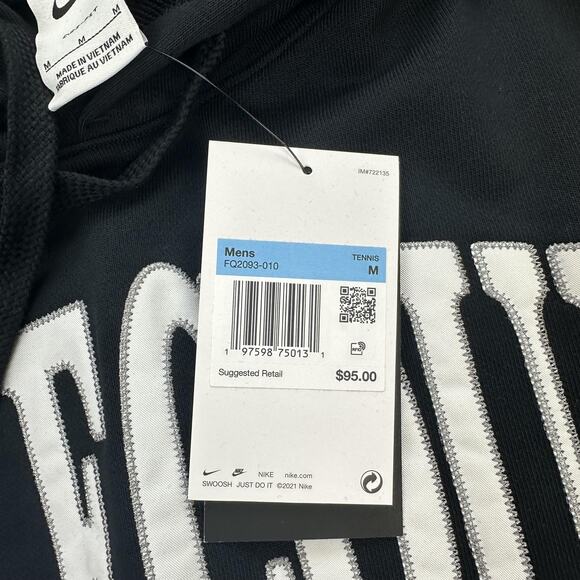 M M M
MADE IN VIETNAM
FABRIQUE AU VIETNAM
IM#722135
Mens TENNIS
FQ2093-010 M
1 97598 75013 1
RFID
Suggested Retail $95.00
NIKE nike.com
SWOOSH JUST DO IT ©2021 Nike